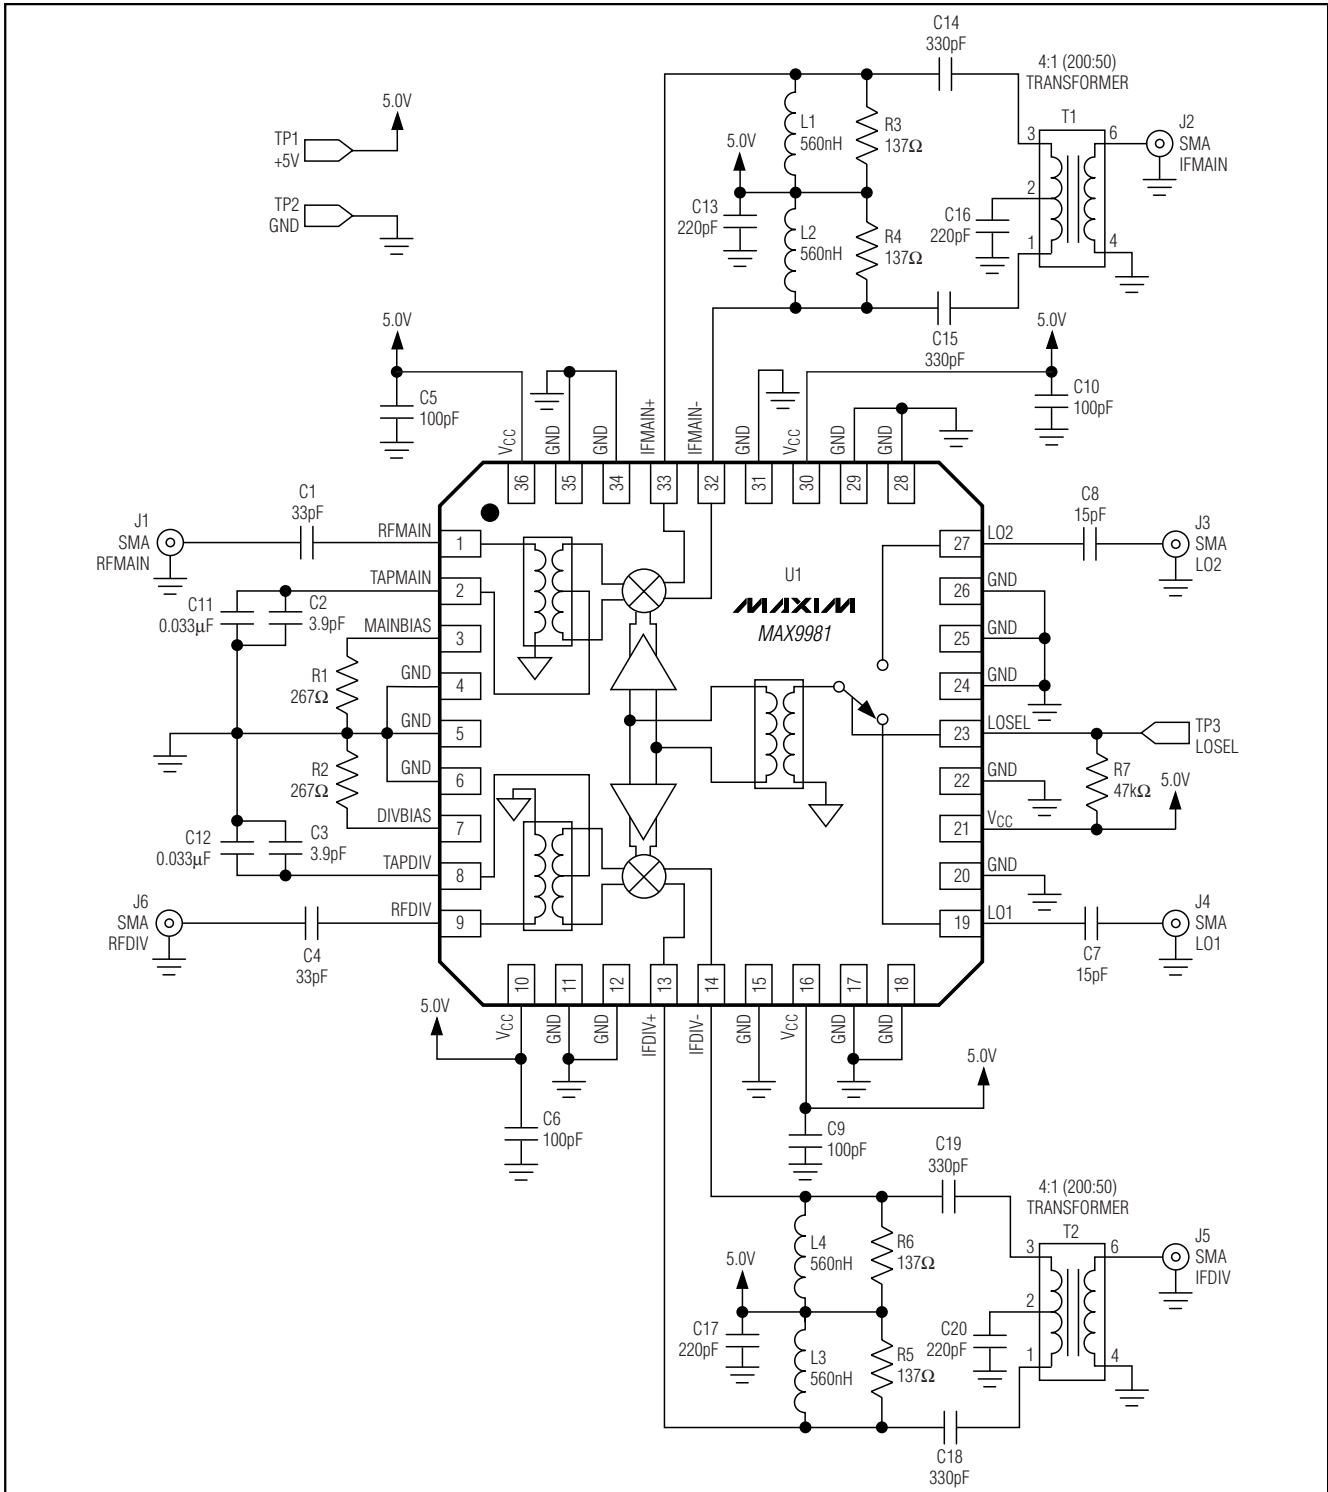 C14
330pF
4:1 (200:50)
TRANSFORMER
T1
3
6
2
1
4
J2
SMA
IFMAIN
5.0V
TP1
+5V
TP2
GND
L1
560nH
R3
137Ω
5.0V
C13
220pF
L2
560nH
R4
137Ω
C16
220pF
C15
330pF
5.0V
C5
100pF
5.0V
C10
100pF
VCC
GND
GND
IFMAIN+
IFMAIN-
GND
VCC
GND
GND
36
35
34
33
32
31
30
29
28
J1
SMA
RFMAIN
C1
33pF
RFMAIN
1
TAPMAIN
2
C11
0.033μF
C2
3.9pF
MAINBIAS
3
R1
267Ω
GND
4
GND
5
GND
6
R2
267Ω
DIVBIAS
7
C12
0.033μF
C3
3.9pF
TAPDIV
8
J6
SMA
RFDIV
RFDIV
9
C4
33pF
U1
MAXIM
MAX9981
27
LO2
C8
15pF
J3
SMA
LO2
26
GND
25
GND
24
GND
23
LOSEL
TP3
LOSEL
22
GND
R7
47kΩ
5.0V
21
VCC
20
GND
19
LO1
C7
15pF
J4
SMA
LO1
10
11
12
13
14
15
16
17
18
VCC
GND
GND
IFDIV+
IFDIV-
GND
VCC
GND
GND
5.0V
C6
100pF
5.0V
C9
100pF
C19
330pF
4:1 (200:50)
TRANSFORMER
T2
3
6
2
1
4
J5
SMA
IFDIV
L4
560nH
R6
137Ω
5.0V
C17
220pF
L3
560nH
R5
137Ω
C20
220pF
C18
330pF